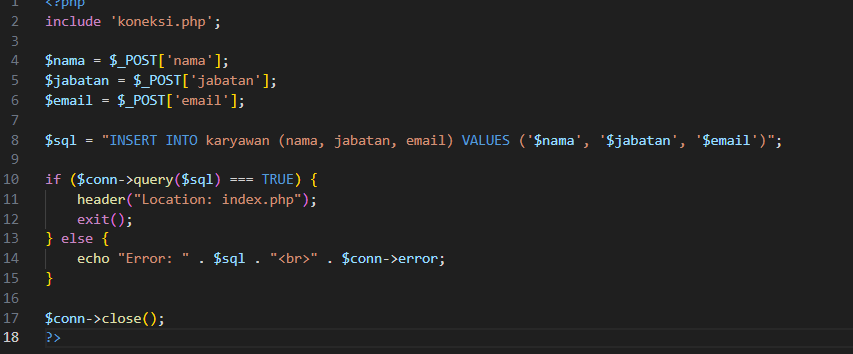 1 <?php
2 include 'koneksi.php';
3
4 $nama = $_POST['nama'];
5 $jabatan = $_POST['jabatan'];
6 $email = $_POST['email'];
7
8 $sql = "INSERT INTO karyawan (nama, jabatan, email) VALUES ('$nama', '$jabatan', '$email')";
9
10 if ($conn->query($sql) === TRUE) {
11     header("Location: index.php");
12     exit();
13 } else {
14     echo "Error: " . $sql . "<br>" . $conn->error;
15 }
16
17 $conn->close();
18 ?>